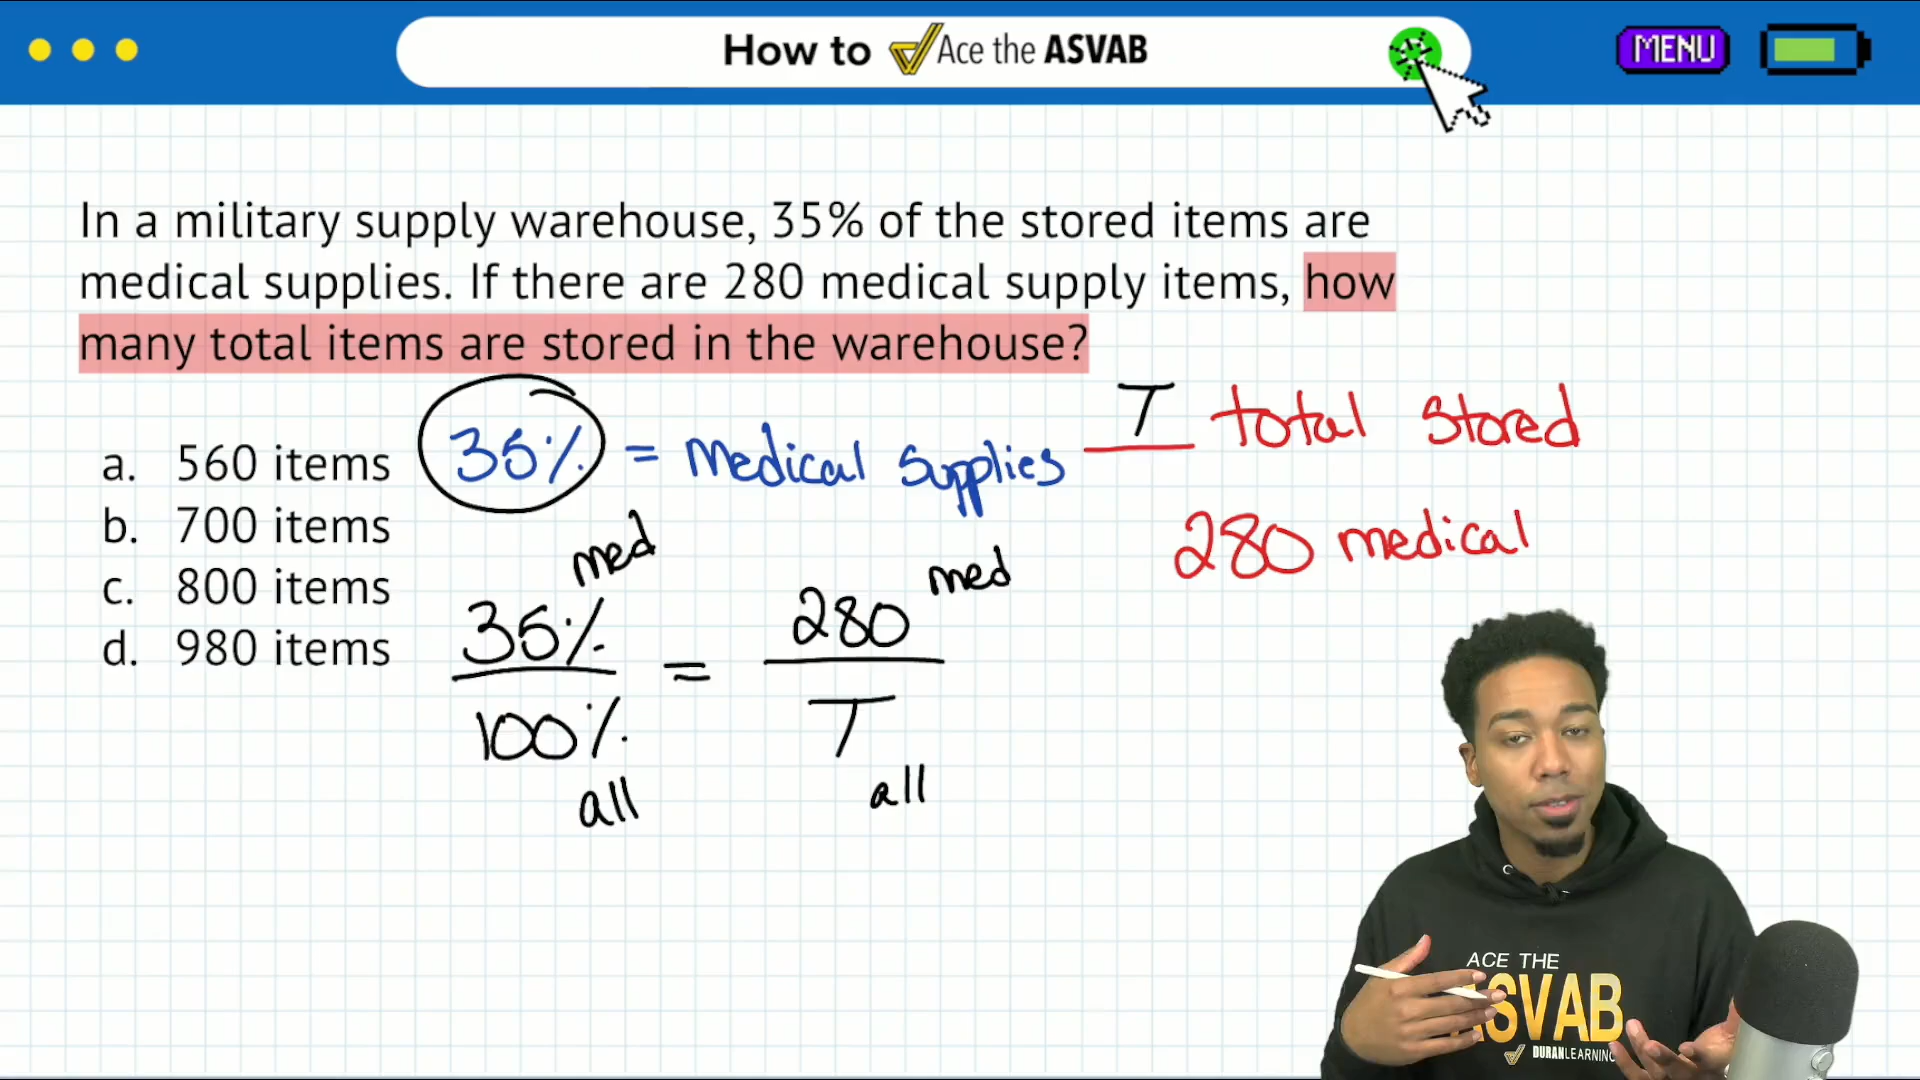 How to Ace the ASVAB
MENU
In a military supply warehouse, 35% of the stored items are
medical supplies. If there are 280 medical supply items, how
many total items are stored in the warehouse?
a. 560 items
b. 700 items
c. 800 items
d. 980 items
35% = Medical Supplies
T total Stored
280 medical
med
35%
100%
all
=
280 med
T
all
ACE THE
ASVAB
DURANLEARNING